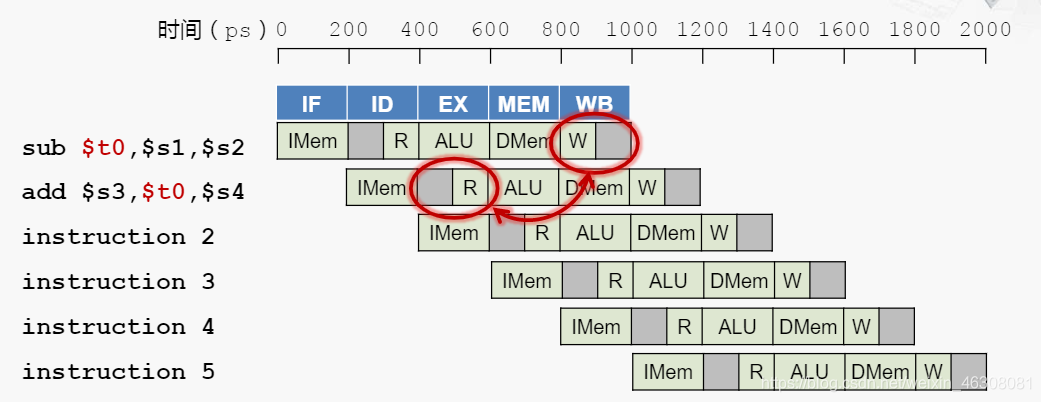 时间（ps）0 200 400 600 800 1000 1200 1400 1600 1800 2000
IF ID EX MEM WB
sub $t0,$s1,$s2 IMem R ALU DMem W
add $s3,$t0,$s4 IMem R ALU DMem W
instruction 2 IMem R ALU DMem W
instruction 3 IMem R ALU DMem W
instruction 4 IMem R ALU DMem W
instruction 5 IMem R ALU DMem W
https://blog.csdn.net/weixin_46308081